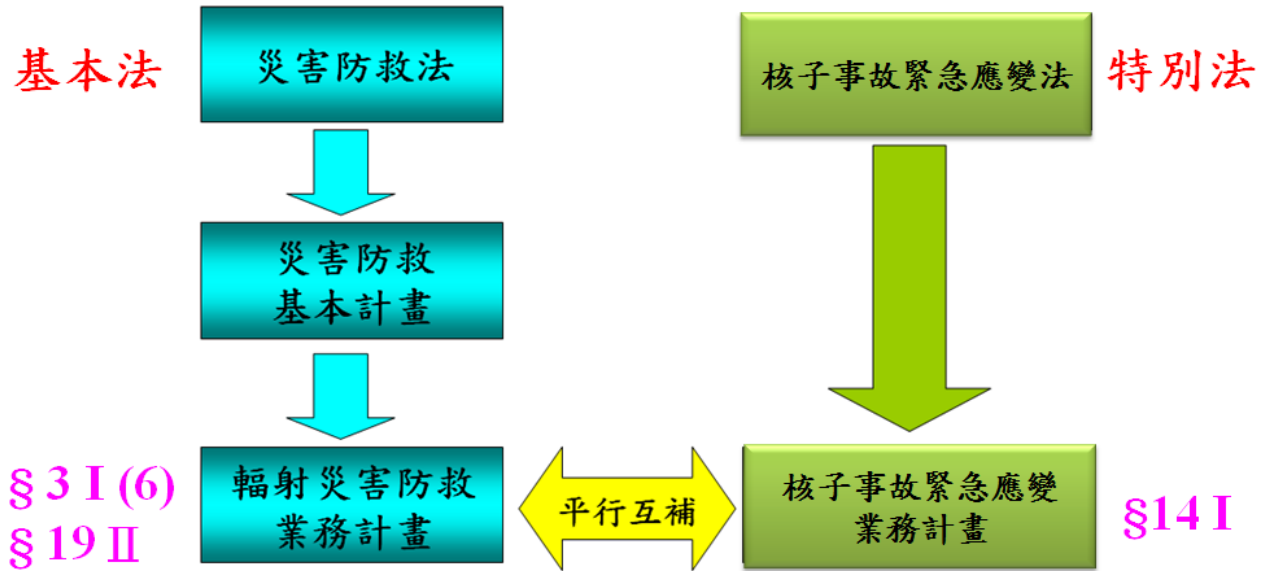 基本法
災害防救法
核子事故緊急應變法
特別法
災害防救
基本計畫
§ 3 I (6)
§ 19 II
輻射災害防救
業務計畫
平行互補
核子事故緊急應變
業務計畫
§14 I